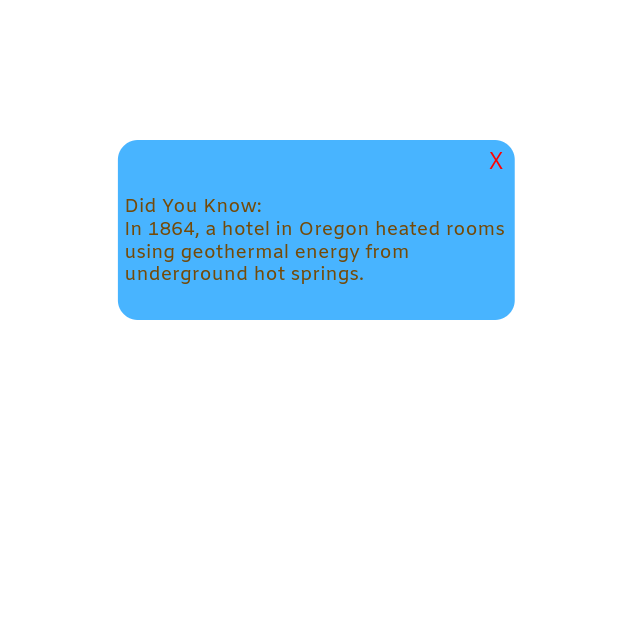 X
Did You Know:
In 1864, a hotel in Oregon heated rooms
using geothermal energy from
underground hot springs.